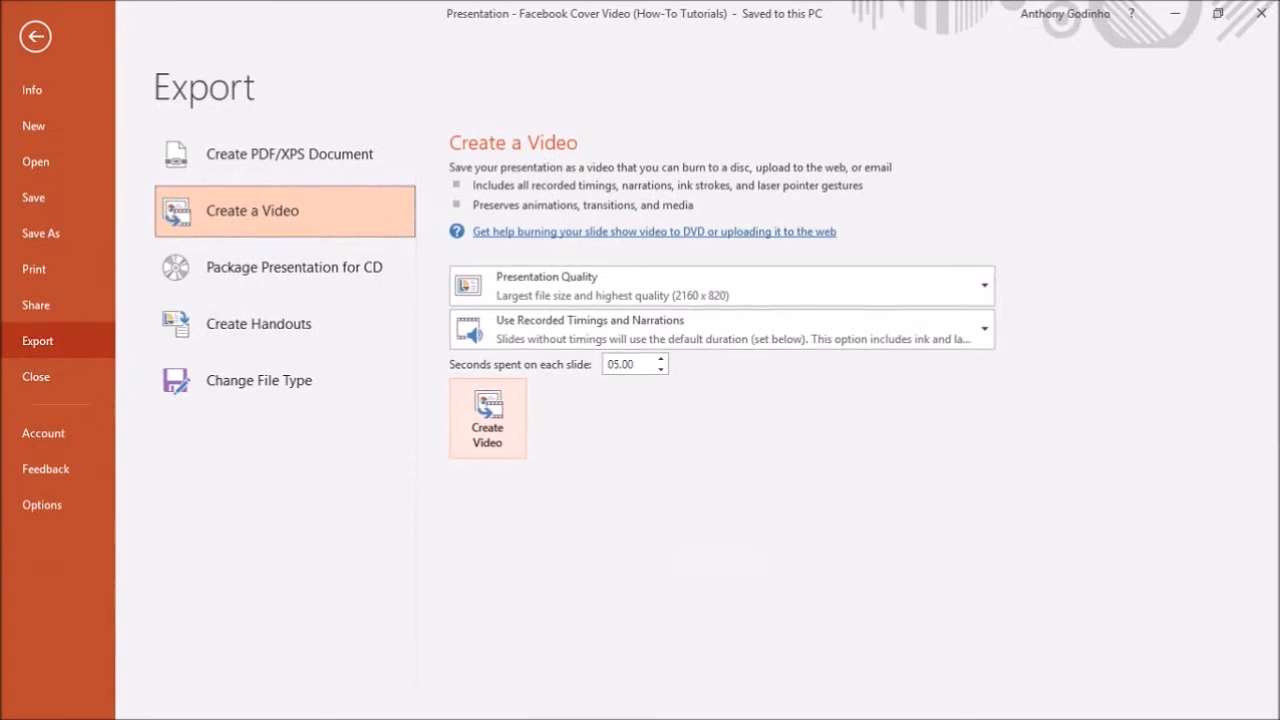 Presentation - Facebook Cover Video (How-To Tutorials) - Saved to this PC
Anthony Godinho ?
Info
New
Open
Save
Save As
Print
Share
Export
Close
Account
Feedback
Options
Export
Create PDF/XPS Document
Create a Video
Package Presentation for CD
Create Handouts
Change File Type
Create a Video
Save your presentation as a video that you can burn to a disc, upload to the web, or email
Includes all recorded timings, narrations, ink strokes, and laser pointer gestures
Preserves animations, transitions, and media
? Get help burning your slide show video to DVD or uploading it to the web
Presentation Quality
Largest file size and highest quality (2160 x 820)
Use Recorded Timings and Narrations
Slides without timings will use the default duration (set below). This option includes ink and la...
Seconds spent on each slide: 05.00
Create
Video